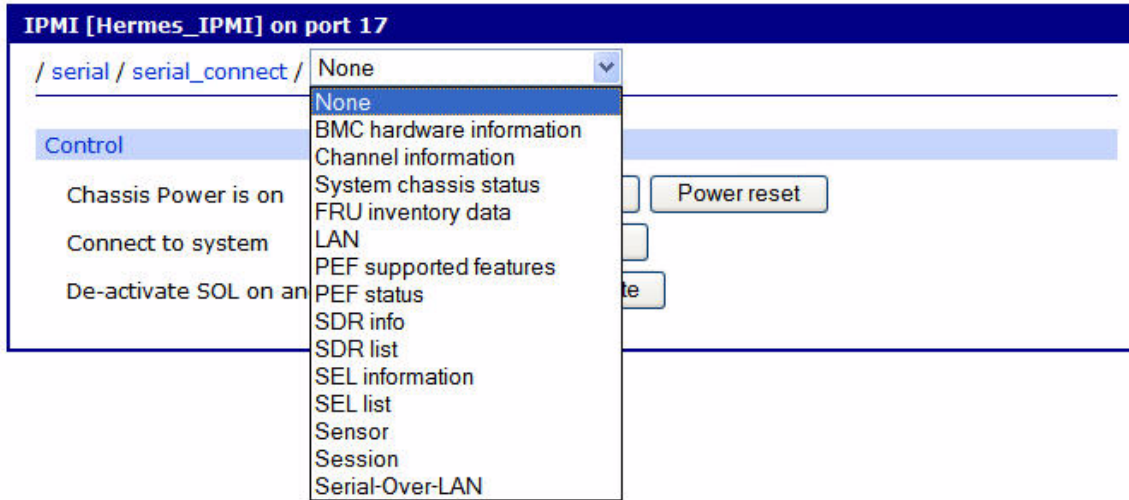 IPMI [Hermes_IPMI] on port 17
/ serial / serial_connect / None
None
BMC hardware information
Channel information
System chassis status
FRU inventory data
LAN
PEF supported features
PEF status
SDR info
SDR list
SEL information
SEL list
Sensor
Session
Serial-Over-LAN
Control
Chassis Power is on
Power reset
Connect to system
De-activate SOL on